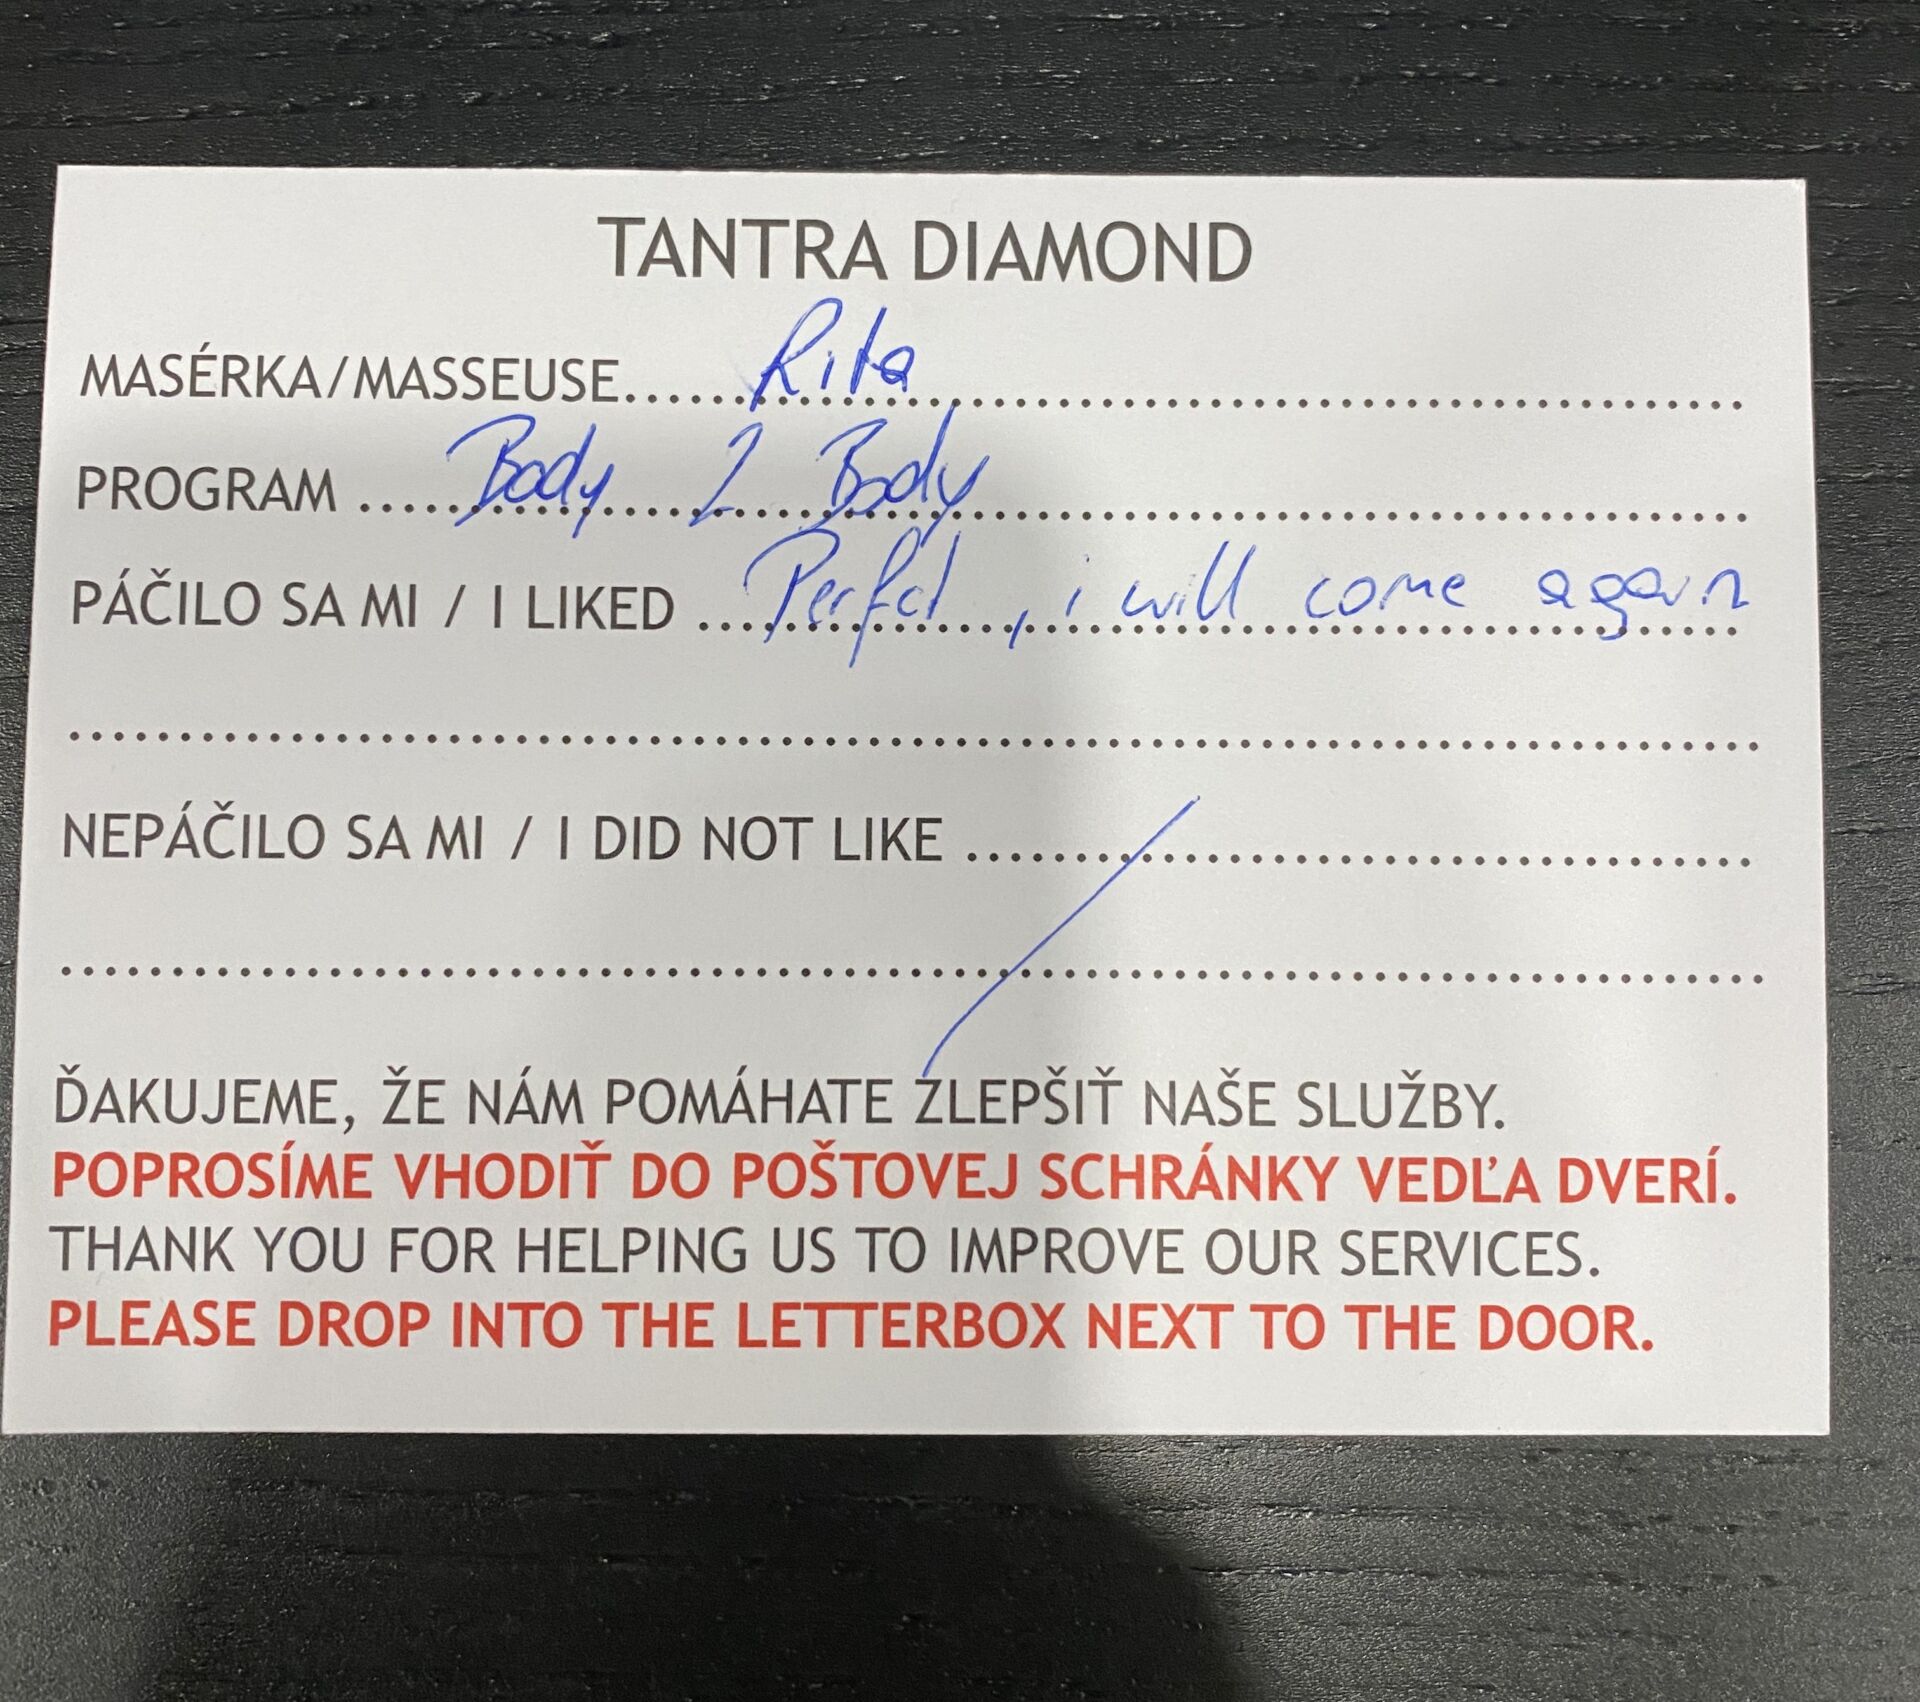 TANTRA DIAMOND
MASÉRKA/MASSEUSE Rita
PROGRAM Body 2 Body
PÁČILO SA MI / I LIKED Perfct, i will come again
NEPÁČILO SA MI / I DID NOT LIKE
ĎAKUJEME, ŽE NÁM POMÁHATE ZLEPŠIŤ NAŠE SLUŽBY.
POPROSÍME VHODIŤ DO POŠTOVEJ SCHRÁNKY VEDĽA DVERÍ.
THANK YOU FOR HELPING US TO IMPROVE OUR SERVICES.
PLEASE DROP INTO THE LETTERBOX NEXT TO THE DOOR.